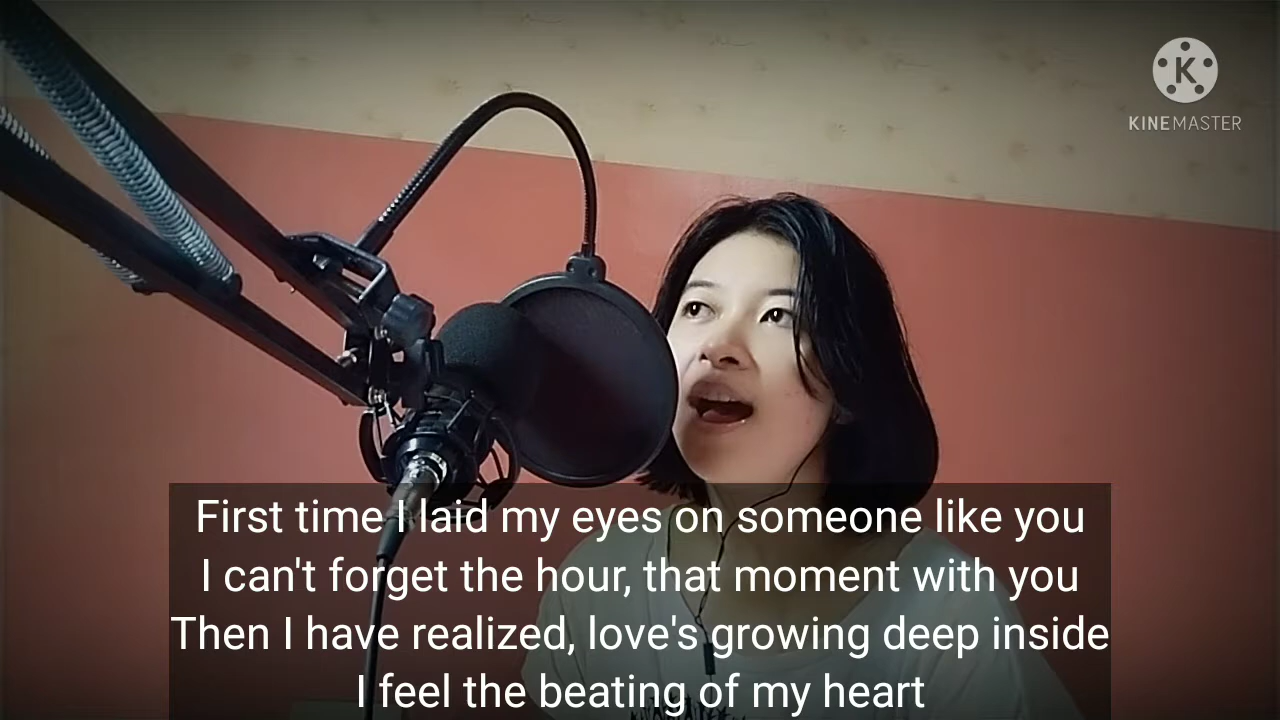 KINEMASTER
First time I laid my eyes on someone like you
I can't forget the hour, that moment with you
Then I have realized, love's growing deep inside
I feel the beating of my heart